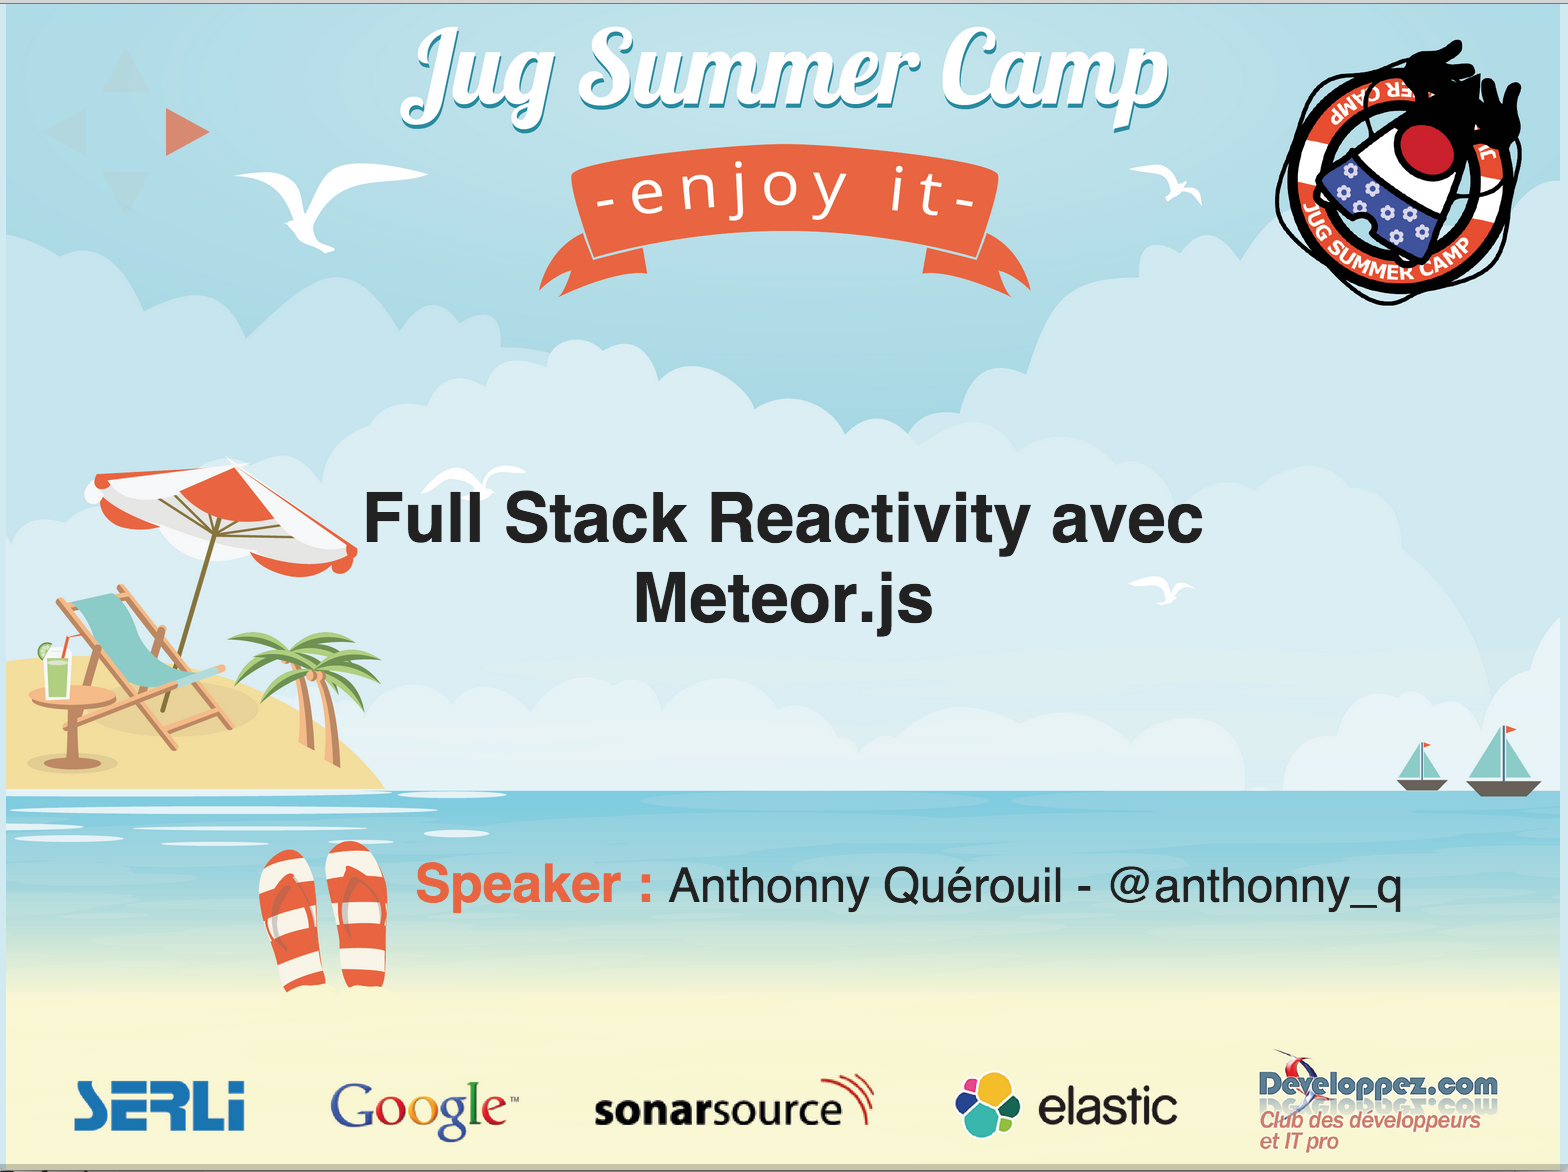 Jug Summer Camp
-enjoy it-
JUG SUMMER CAMP
Full Stack Reactivity avec
Meteor.js
Speaker : Anthonny Quérouil - @anthonny_q
SERLi
Google™
sonarsource
elastic
Developpez.com
Club des développeurs
et IT pro